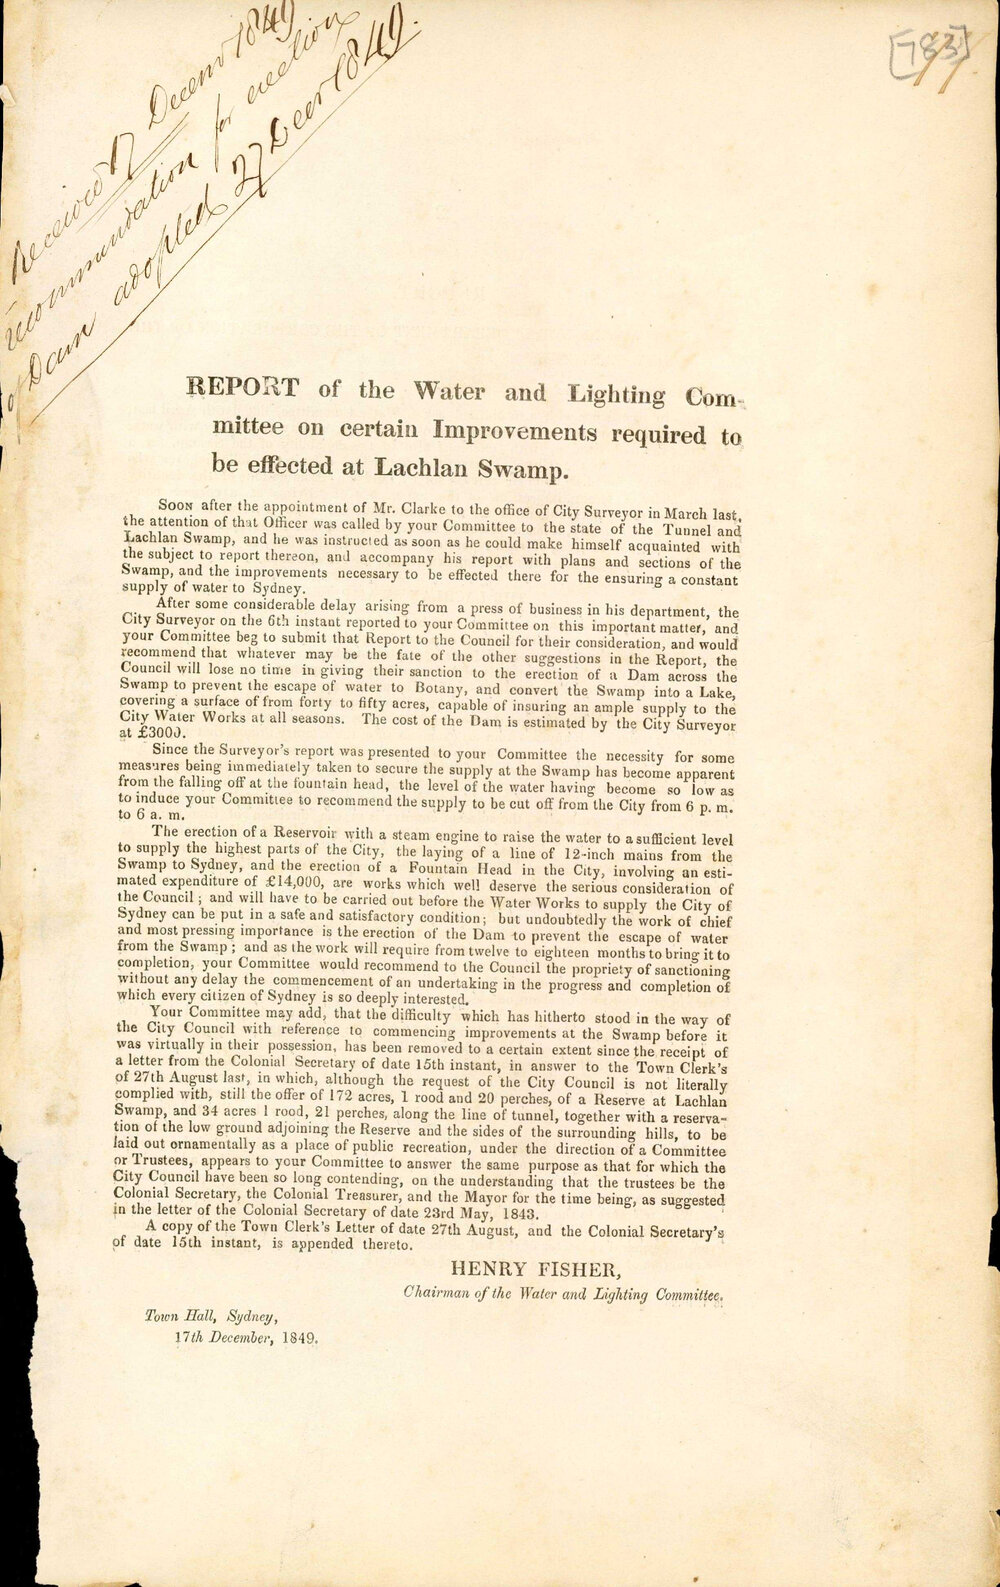 Received 17 Decemr 1849
recommendation for erection
of Dam adopted 27 Decr 1849.
[783]
REPORT of the Water and Lighting Com-
mittee on certain Improvements required to
be effected at Lachlan Swamp.
SOON after the appointment of Mr. Clarke to the office of City Surveyor in March last,
the attention of that Officer was called by your Committee to the state of the Tunnel and
Lachlan Swamp, and he was instructed as soon as he could make himself acquainted with
the subject to report thereon, and accompany his report with plans and sections of the
Swamp, and the improvements necessary to be effected there for the ensuring a constant
supply of water to Sydney.
After some considerable delay arising from a press of business in his department, the
City Surveyor on the 6th instant reported to your Committee on this important matter, and
your Committee beg to submit that Report to the Council for their consideration, and would
recommend that whatever may be the fate of the other suggestions in the Report, the
Council will lose no time in giving their sanction to the erection of a Dam across the
Swamp to prevent the escape of water to Botany, and convert the Swamp into a Lake,
covering a surface of from forty to fifty acres, capable of insuring an ample supply to the
City Water Works at all seasons. The cost of the Dam is estimated by the City Surveyor
at £3000.
Since the Surveyor's report was presented to your Committee the necessity for some
measures being immediately taken to secure the supply at the Swamp has become apparent
from the falling off at the fountain head, the level of the water having become so low as
to induce your Committee to recommend the supply to be cut off from the City from 6 p. m.
to 6 a. m.
The erection of a Reservoir with a steam engine to raise the water to a sufficient level
to supply the highest parts of the City, the laying of a line of 12-inch mains from the
Swamp to Sydney, and the erection of a Fountain Head in the City, involving an esti-
mated expenditure of £14,000, are works which well deserve the serious consideration of
the Council; and will have to be carried out before the Water Works to supply the City of
Sydney can be put in a safe and satisfactory condition; but undoubtedly the work of chief
and most pressing importance is the erection of the Dam to prevent the escape of water
from the Swamp; and as the work will require from twelve to eighteen months to bring it to
completion, your Committee would recommend to the Council the propriety of sanctioning
without any delay the commencement of an undertaking in the progress and completion of
which every citizen of Sydney is so deeply interested.
Your Committee may add, that the difficulty which has hitherto stood in the way of
the City Council with reference to commencing improvements at the Swamp before it
was virtually in their possession, has been removed to a certain extent since the receipt of
a letter from the Colonial Secretary of date 15th instant, in answer to the Town Clerk's
of 27th August last, in which, although the request of the City Council is not literally
complied with, still the offer of 172 acres, 1 rood and 20 perches, of a Reserve at Lachlan
Swamp, and 34 acres 1 rood, 21 perches, along the line of tunnel, together with a reserva-
tion of the low ground adjoining the Reserve and the sides of the surrounding hills, to be
laid out ornamentally as a place of public recreation, under the direction of a Committee
or Trustees, appears to your Committee to answer the same purpose as that for which the
City Council have been so long contending, on the understanding that the trustees be the
Colonial Secretary, the Colonial Treasurer, and the Mayor for the time being, as suggested
in the letter of the Colonial Secretary of date 23rd May, 1843.
A copy of the Town Clerk's Letter of date 27th August, and the Colonial Secretary's
of date 15th instant, is appended thereto.
HENRY FISHER,
Chairman of the Water and Lighting Committee.
Town Hall, Sydney,
17th December, 1849.